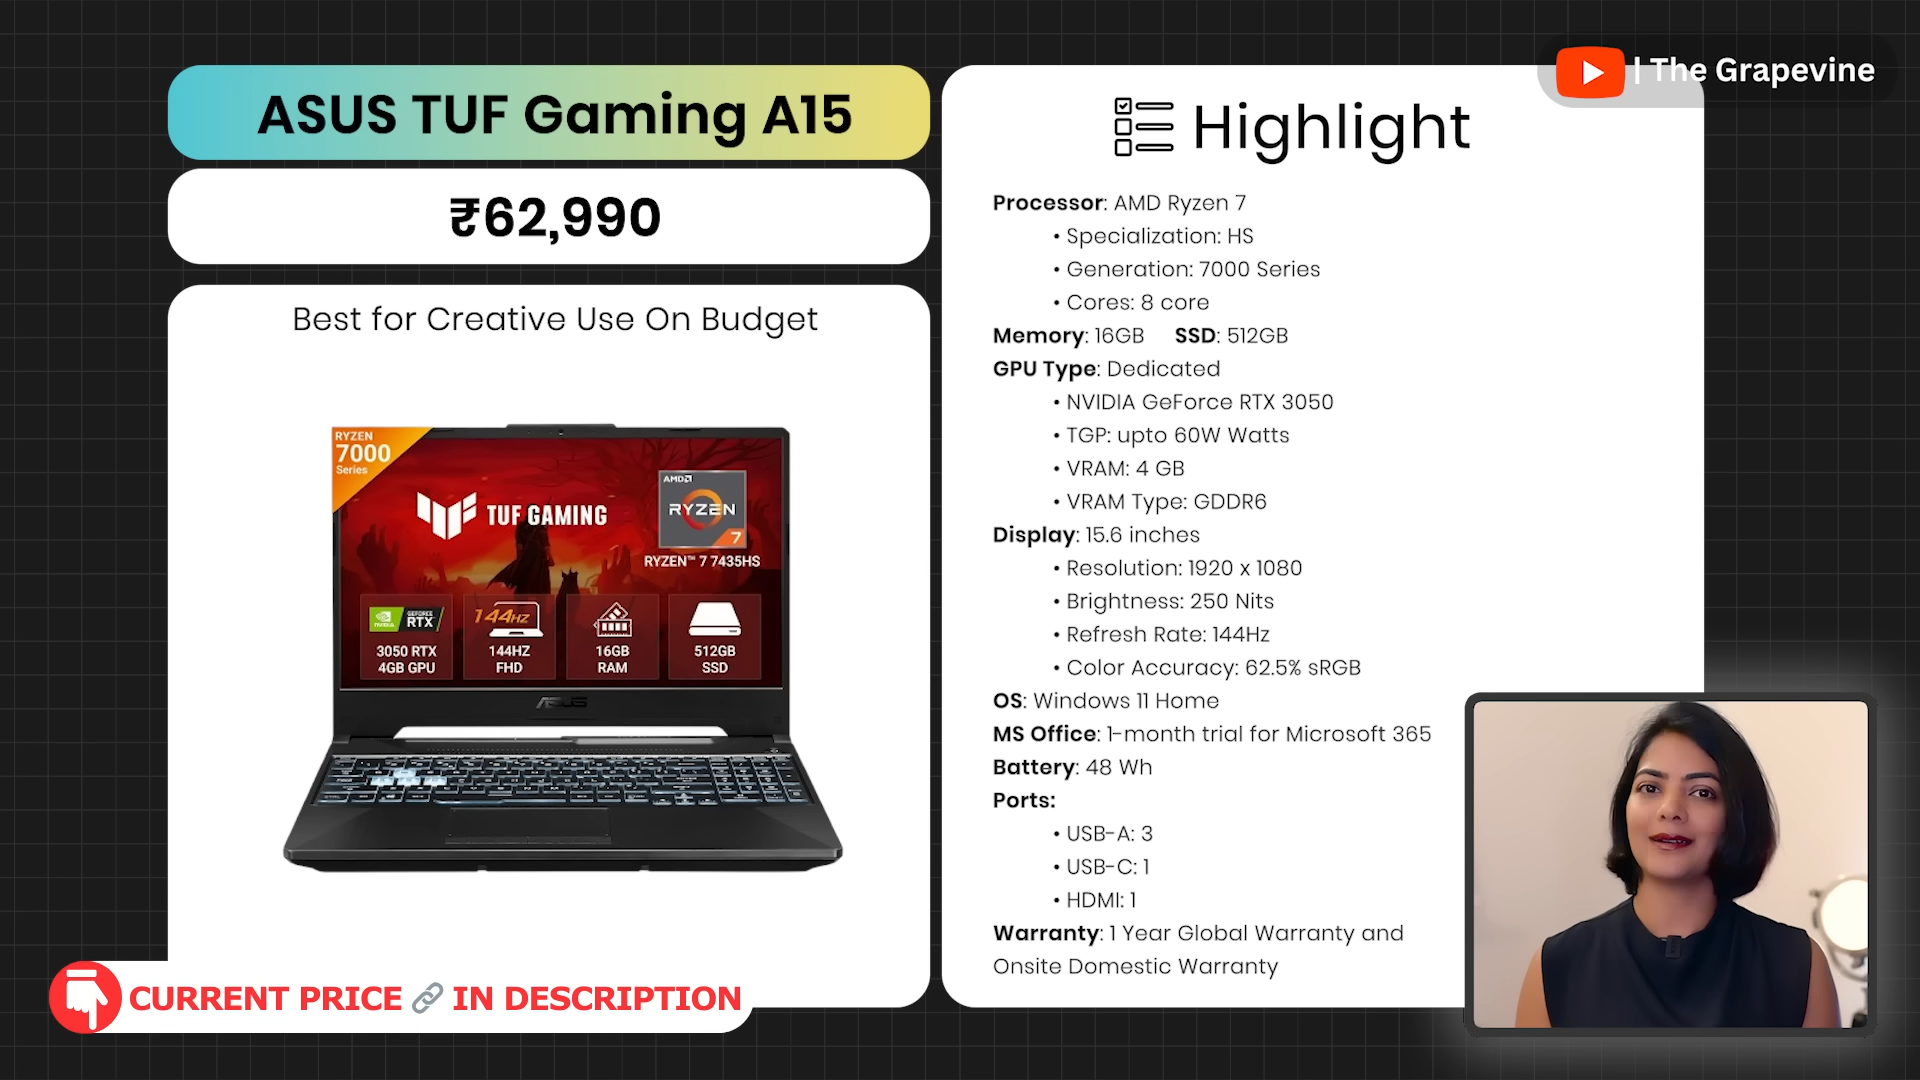 | The Grapevine
ASUS TUF Gaming A15
₹62,990
Best for Creative Use On Budget
RYZEN
7000
Series
TUF GAMING
AMD
RYZEN
7
RYZEN™ 7 7435HS
NVIDIA
GEFORCE
RTX
3050 RTX
4GB GPU
144HZ
144HZ
FHD
16GB
RAM
512GB
SSD
ASUS
Highlight
Processor: AMD Ryzen 7
• Specialization: HS
• Generation: 7000 Series
• Cores: 8 core
Memory: 16GB SSD: 512GB
GPU Type: Dedicated
• NVIDIA GeForce RTX 3050
• TGP: upto 60W Watts
• VRAM: 4 GB
• VRAM Type: GDDR6
Display: 15.6 inches
• Resolution: 1920 x 1080
• Brightness: 250 Nits
• Refresh Rate: 144Hz
• Color Accuracy: 62.5% sRGB
OS: Windows 11 Home
MS Office: 1-month trial for Microsoft 365
Battery: 48 Wh
Ports:
• USB-A: 3
• USB-C: 1
• HDMI: 1
Warranty: 1 Year Global Warranty and
Onsite Domestic Warranty
CURRENT PRICE 🔗 IN DESCRIPTION